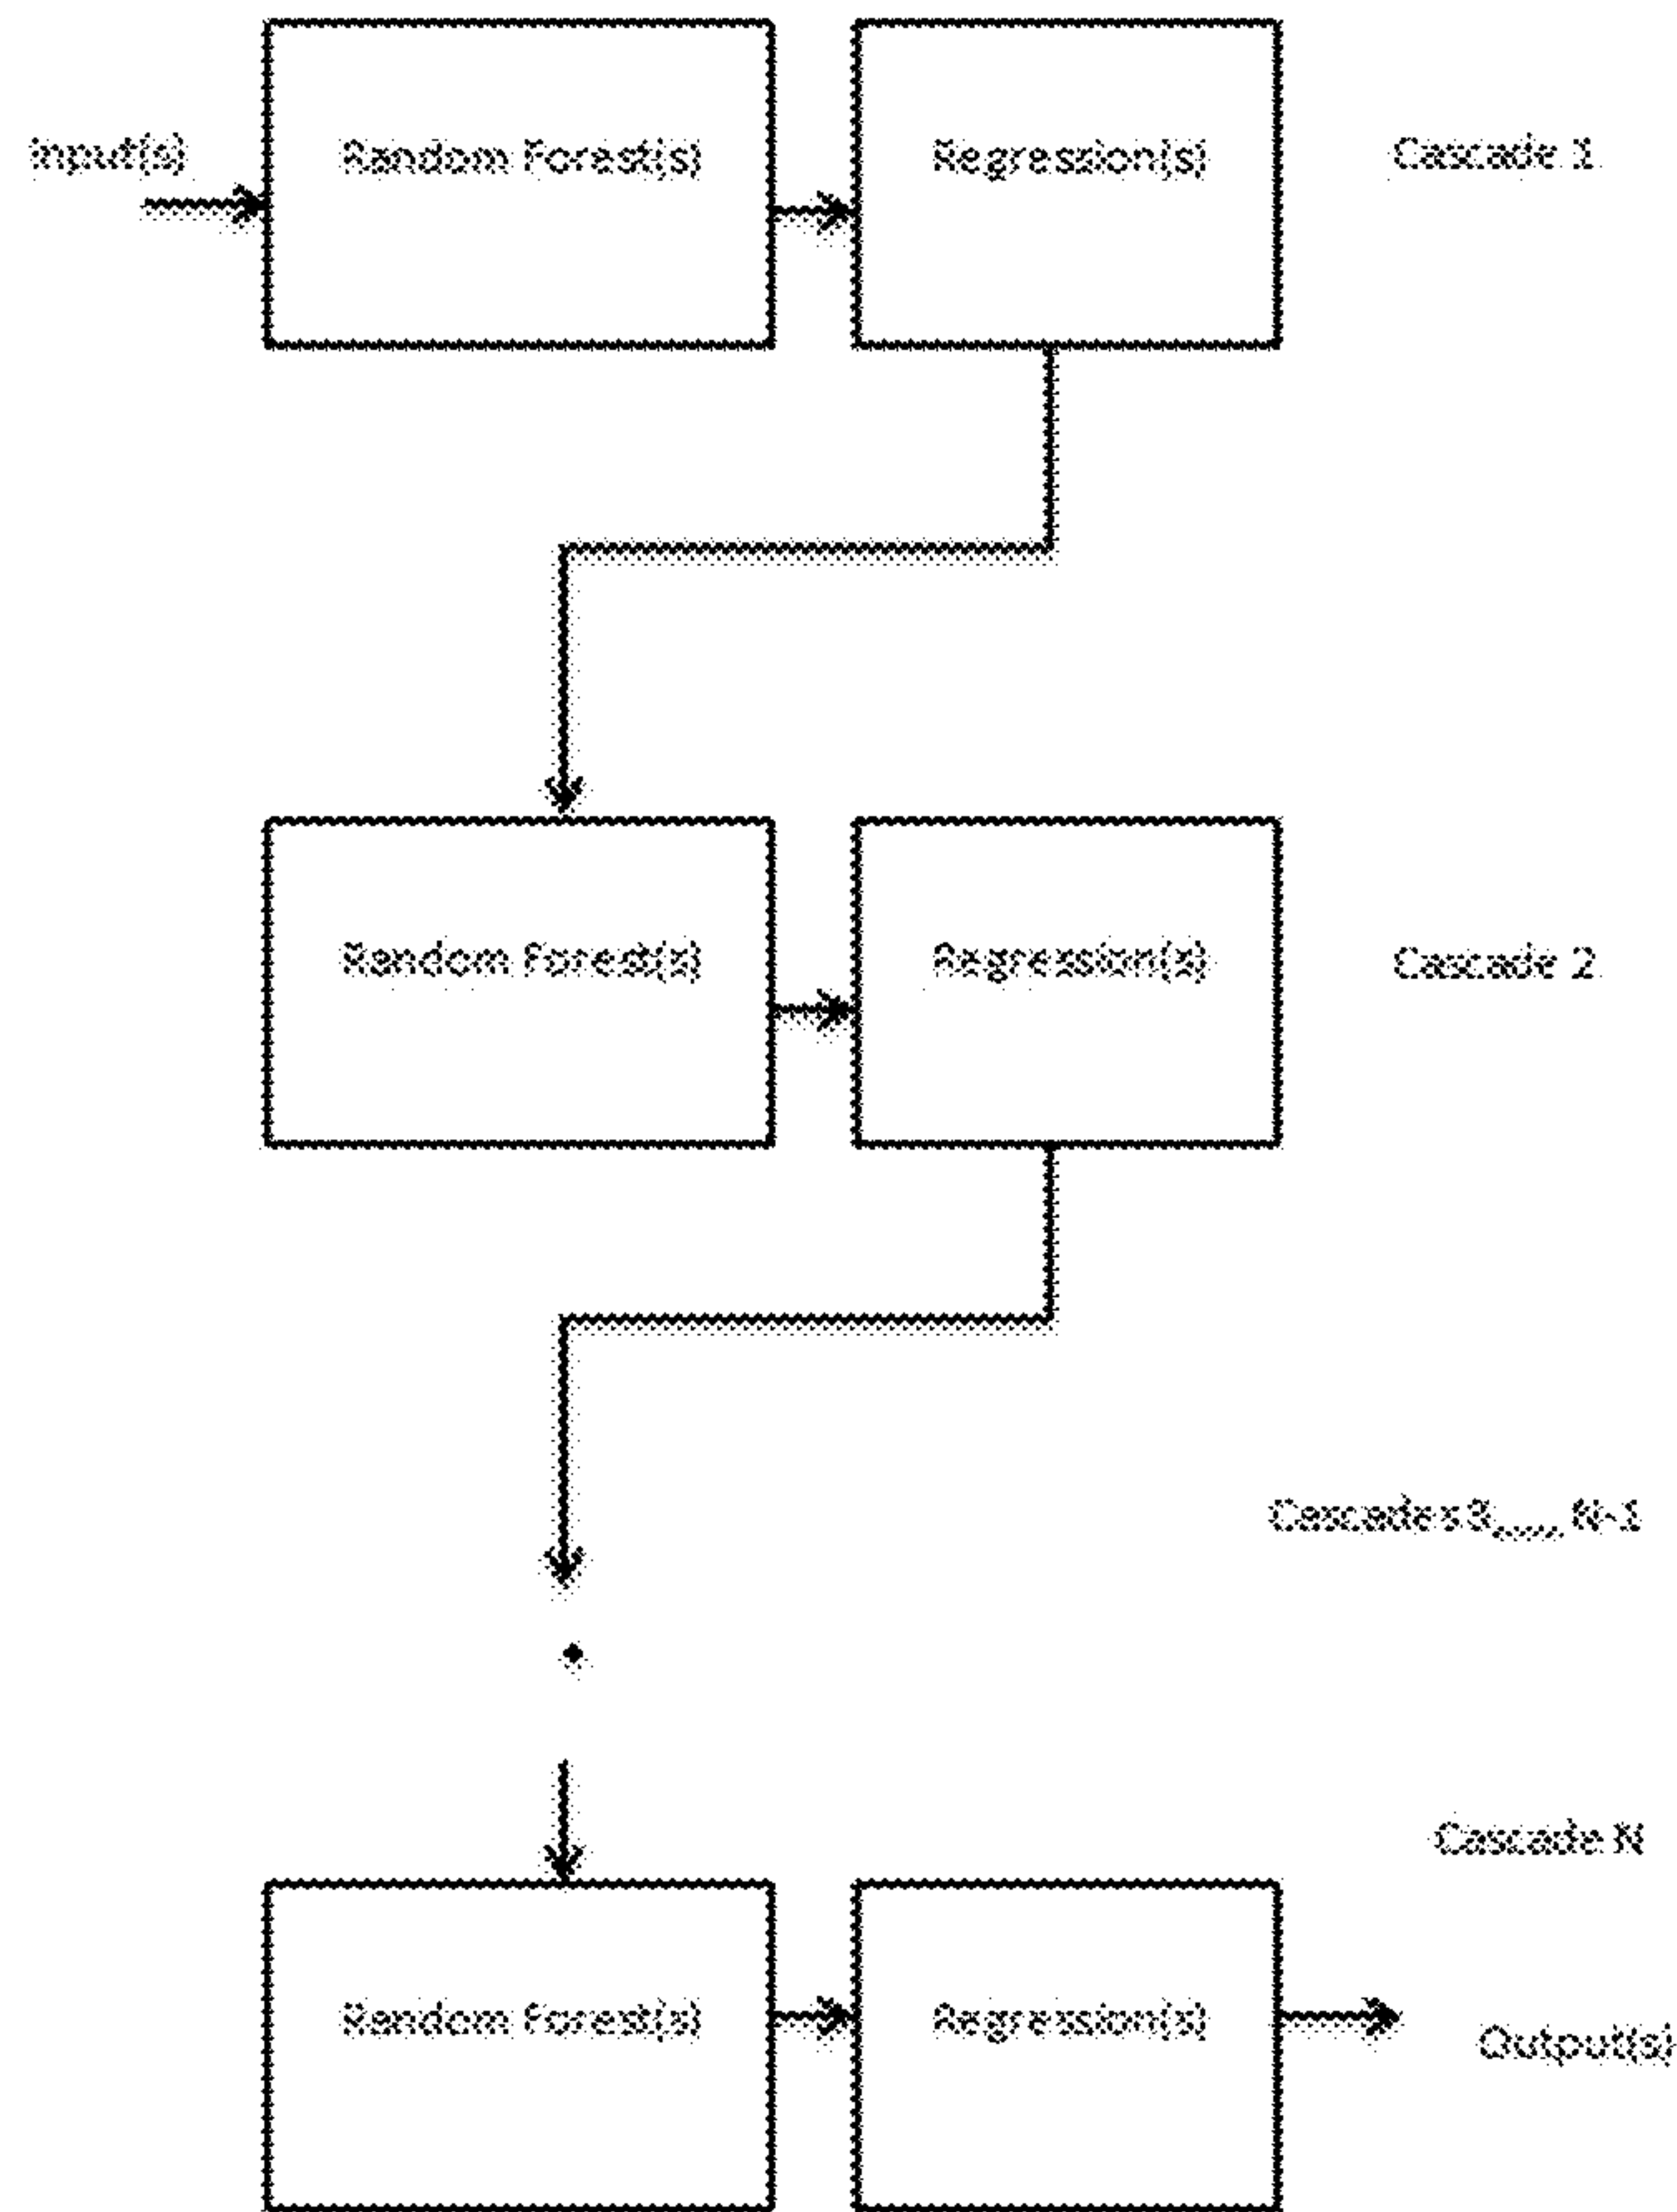 Input(s)
Random Forest(s)
Regression(s)
Cascade 1
Random Forest(s)
Regression(s)
Cascade 2
Cascades 3,...., N-1
Cascade N
Random Forest(s)
Regression(s)
Output(s)